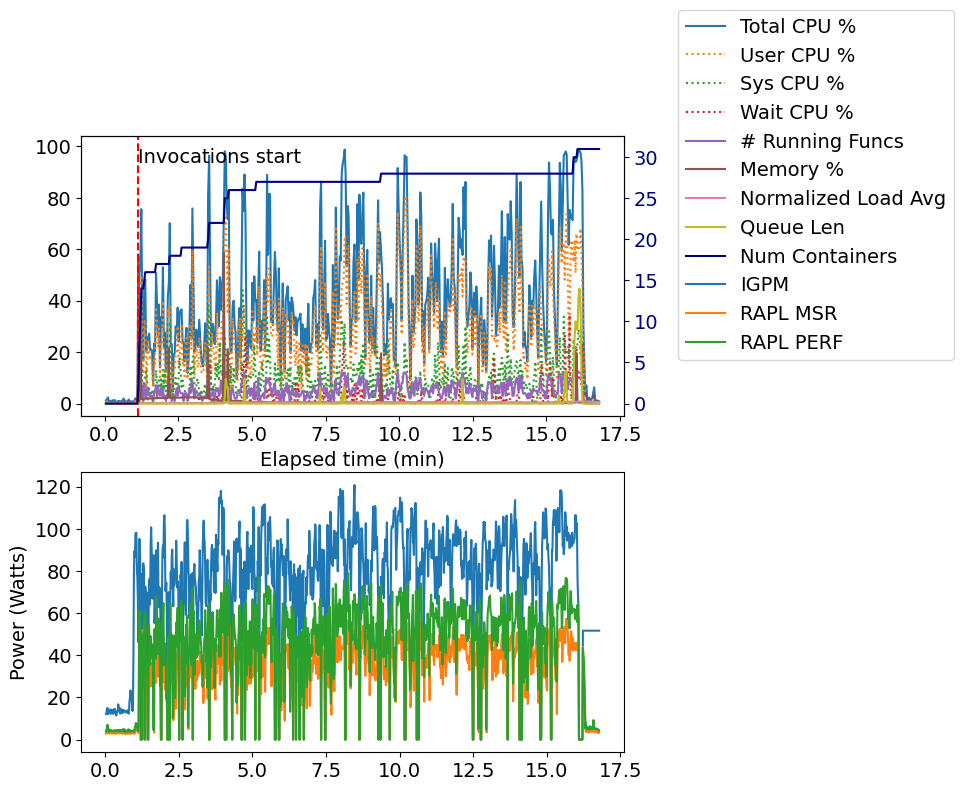 Total CPU %
User CPU %
Sys CPU %
Wait CPU %
# Running Funcs
Memory %
Normalized Load Avg
Queue Len
Num Containers
IGPM
RAPL MSR
RAPL PERF
Invocations start
100
80
60
40
20
0
30
25
20
15
10
5
0
0.0 2.5 5.0 7.5 10.0 12.5 15.0 17.5
Elapsed time (min)
Power (Watts)
120
100
80
60
40
20
0
0.0 2.5 5.0 7.5 10.0 12.5 15.0 17.5